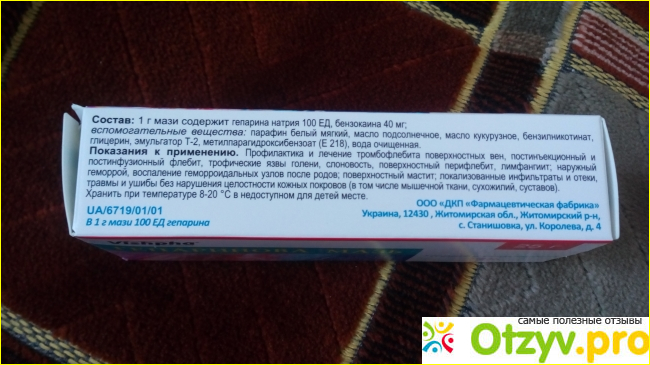 Состав: 1 г мази содержит гепарина натрия 100 ЕД, бензокаина 40 мг;
вспомогательные вещества: парафин белый мягкий, масло подсолнечное, масло кукурузное, бензилникотинат,
глицерин, эмульгатор Т-2, метилпарагидроксибензоат (Е 218), вода очищенная.
Показания к применению. Профилактика и лечение тромбофлебита поверхностных вен, постинъекционный и
постинфузионный флебит, трофические язвы голени, слоновость, поверхностный перифлебит, лимфангиит; наружный
геморрой, воспаление геморроидальных узлов после родов; поверхностный мастит; локализованные инфильтраты и отеки,
травмы и ушибы без нарушения целостности кожных покровов (в том числе мышечной ткани, сухожилий, суставов).
Хранить при температуре 8-20 °С в недоступном для детей месте.
UA/6719/01/01
В 1 г мази 100 ЕД гепарина
ООО «ДКП «Фармацевтическая фабрика»
Украина, 12430 , Житомирская обл., Житомирский р-н,
с. Станишовка, ул. Королева, д. 4
Vishpha
самые полезные отзывы
Otzyv.pro